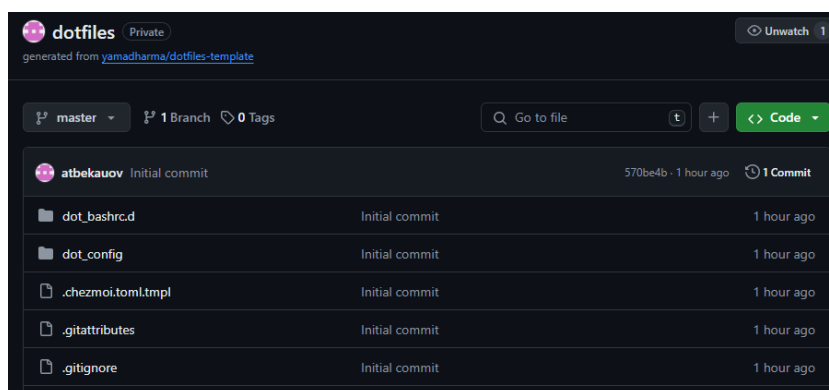 dotfiles Private Unwatch 1
generated from yamadharma/dotfiles-template
master 1 Branch 0 Tags Go to file t + <> Code
atbekauov Initial commit 570be4b · 1 hour ago 1 Commit
dot_bashrc.d Initial commit 1 hour ago
dot_config Initial commit 1 hour ago
.chezmoi.toml.tmpl Initial commit 1 hour ago
.gitattributes Initial commit 1 hour ago
.gitignore Initial commit 1 hour ago